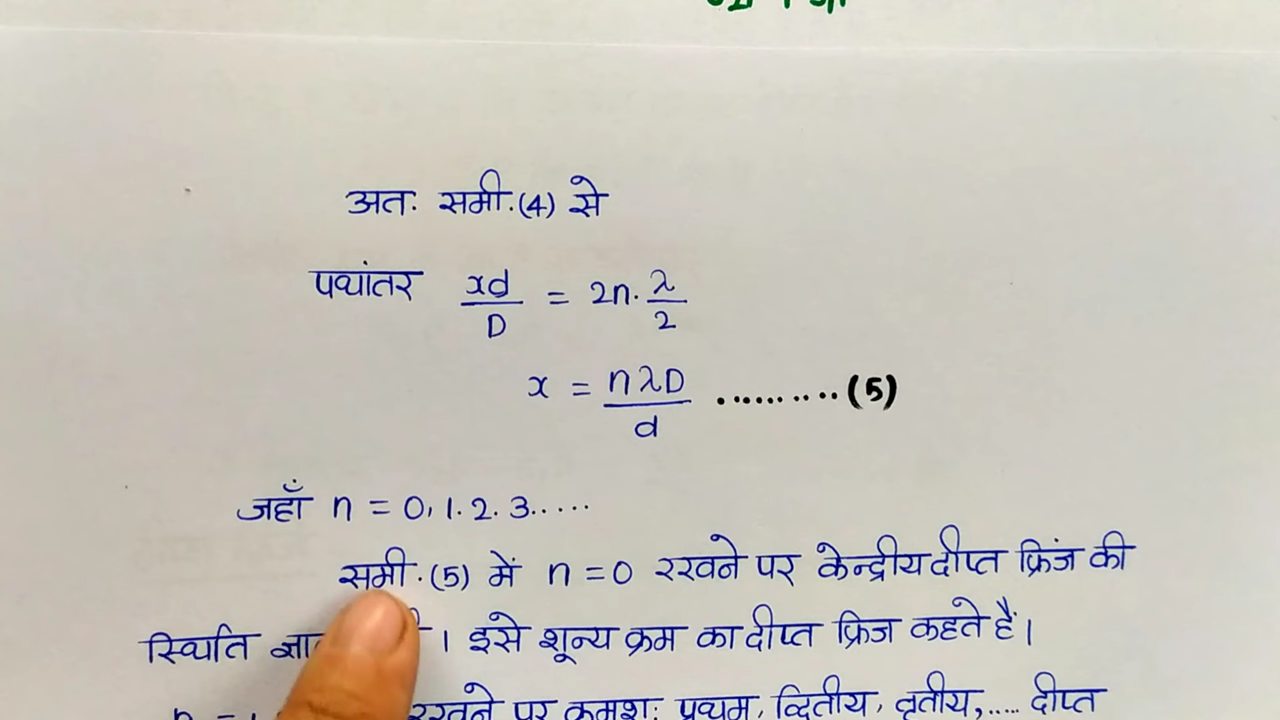 अतः समी.(4) से
पथांतर xd/D = 2n. λ/2
x = nλD/d ..........(5)
जहाँ n = 0,1.2.3.....
समी.(5) में n = 0 रखने पर केन्द्रीय दीप्त फ्रिंज की
स्थिति । इसे शून्य क्रम का दीप्त फ्रिंज कहते हैं।
रखने पर क्रमशः प्रथम, द्वितीय, तृतीय,..... दीप्त